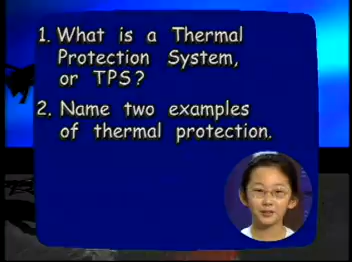 1. What is a Thermal
Protection System,
or TPS?
2. Name two examples
of thermal protection.